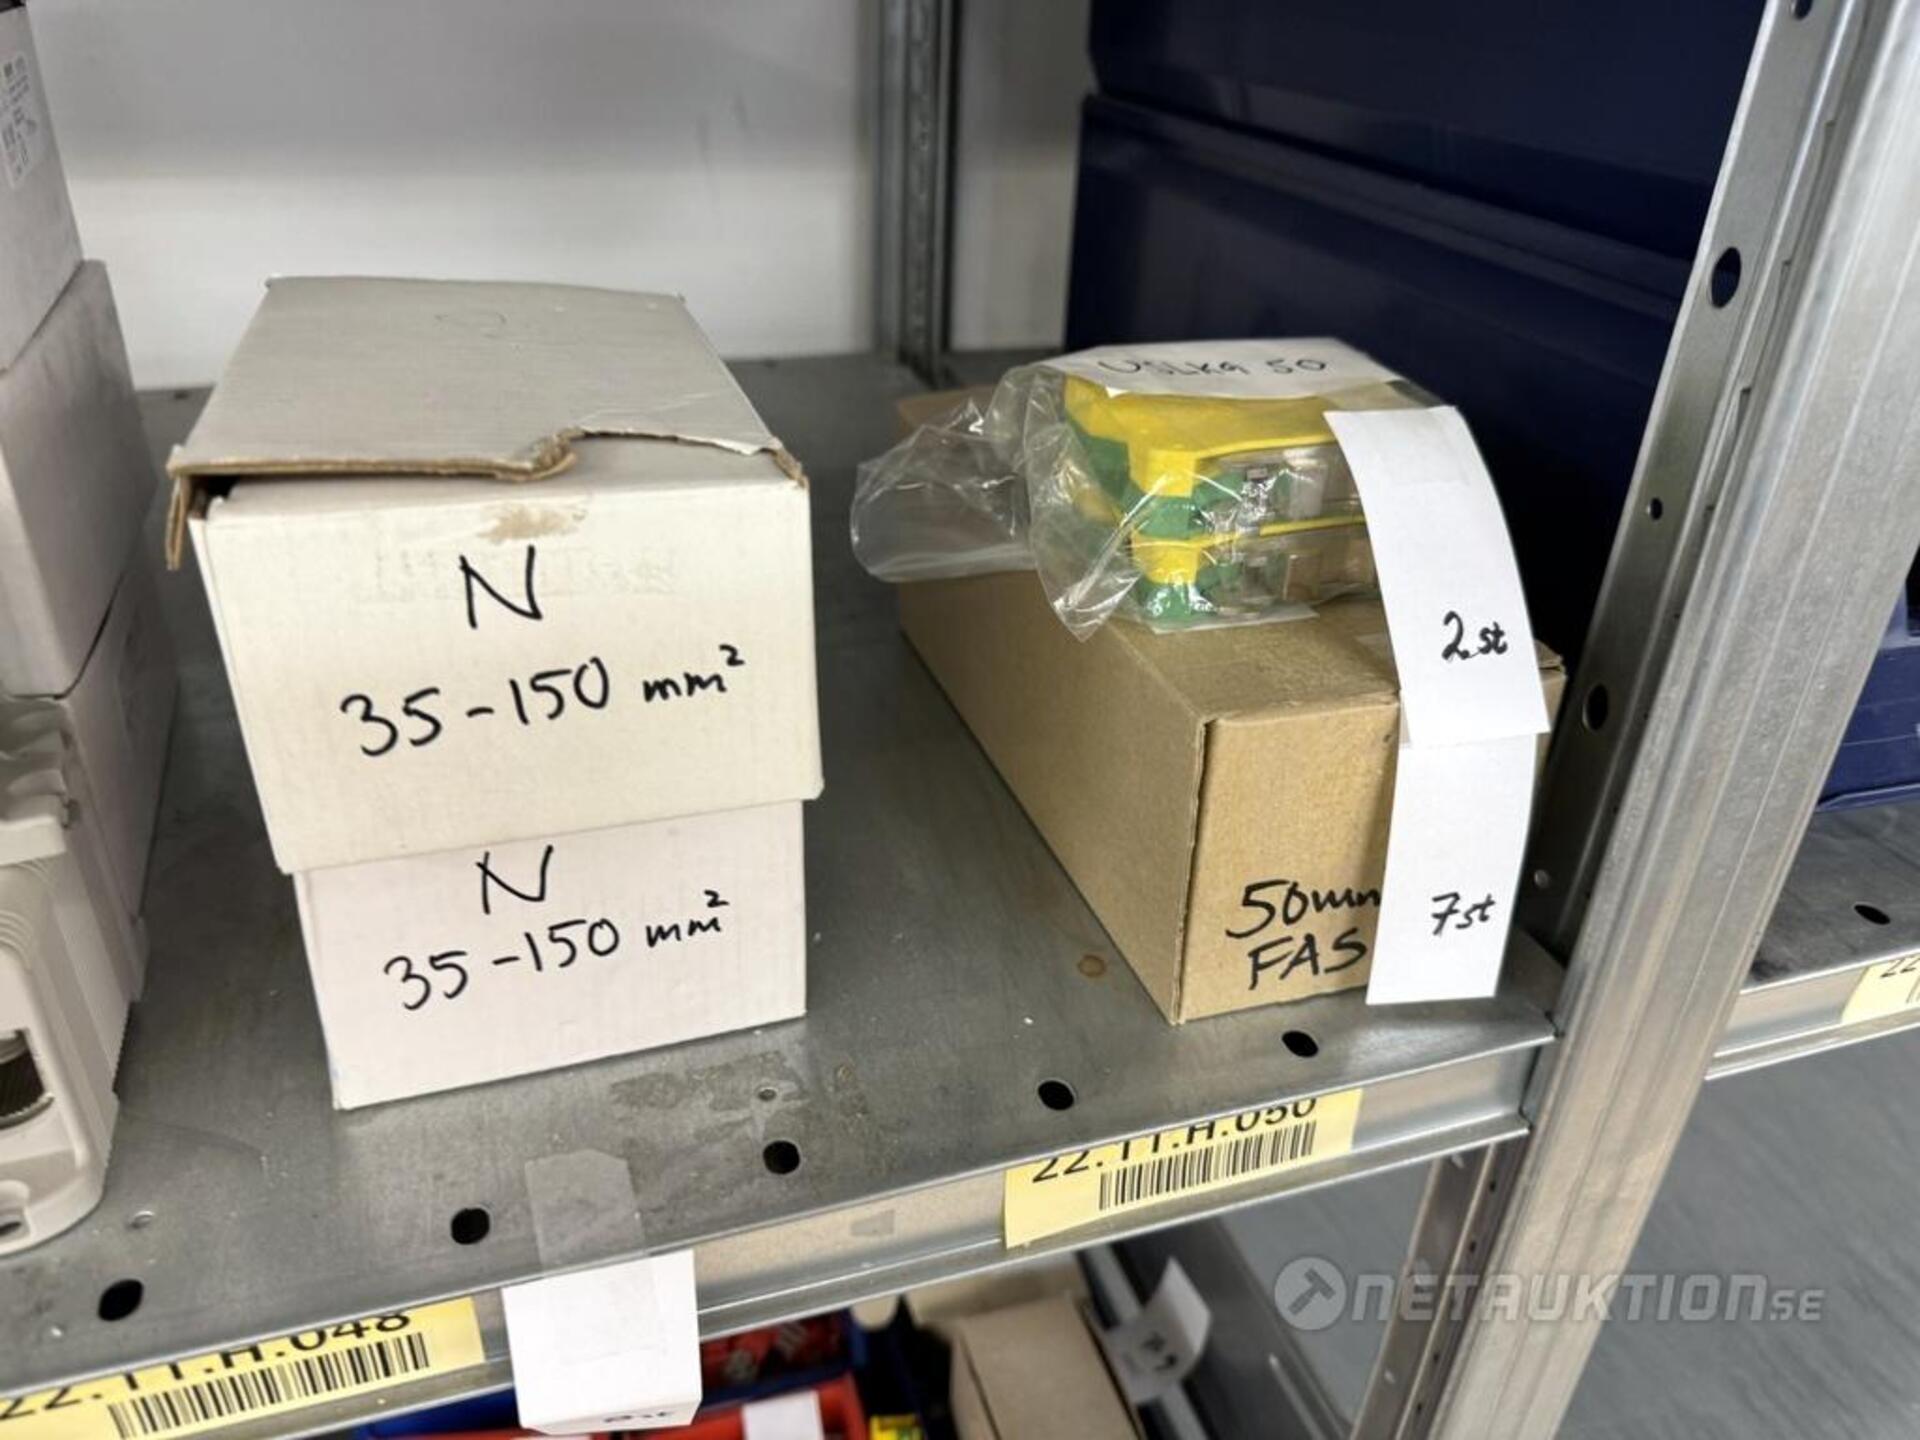 N
35-150 mm²
N
35-150 mm²
USLKG 50
2st
50mm
FAS
7st
22.11.H.050
22.11.H.048
NETAUKTION.SE